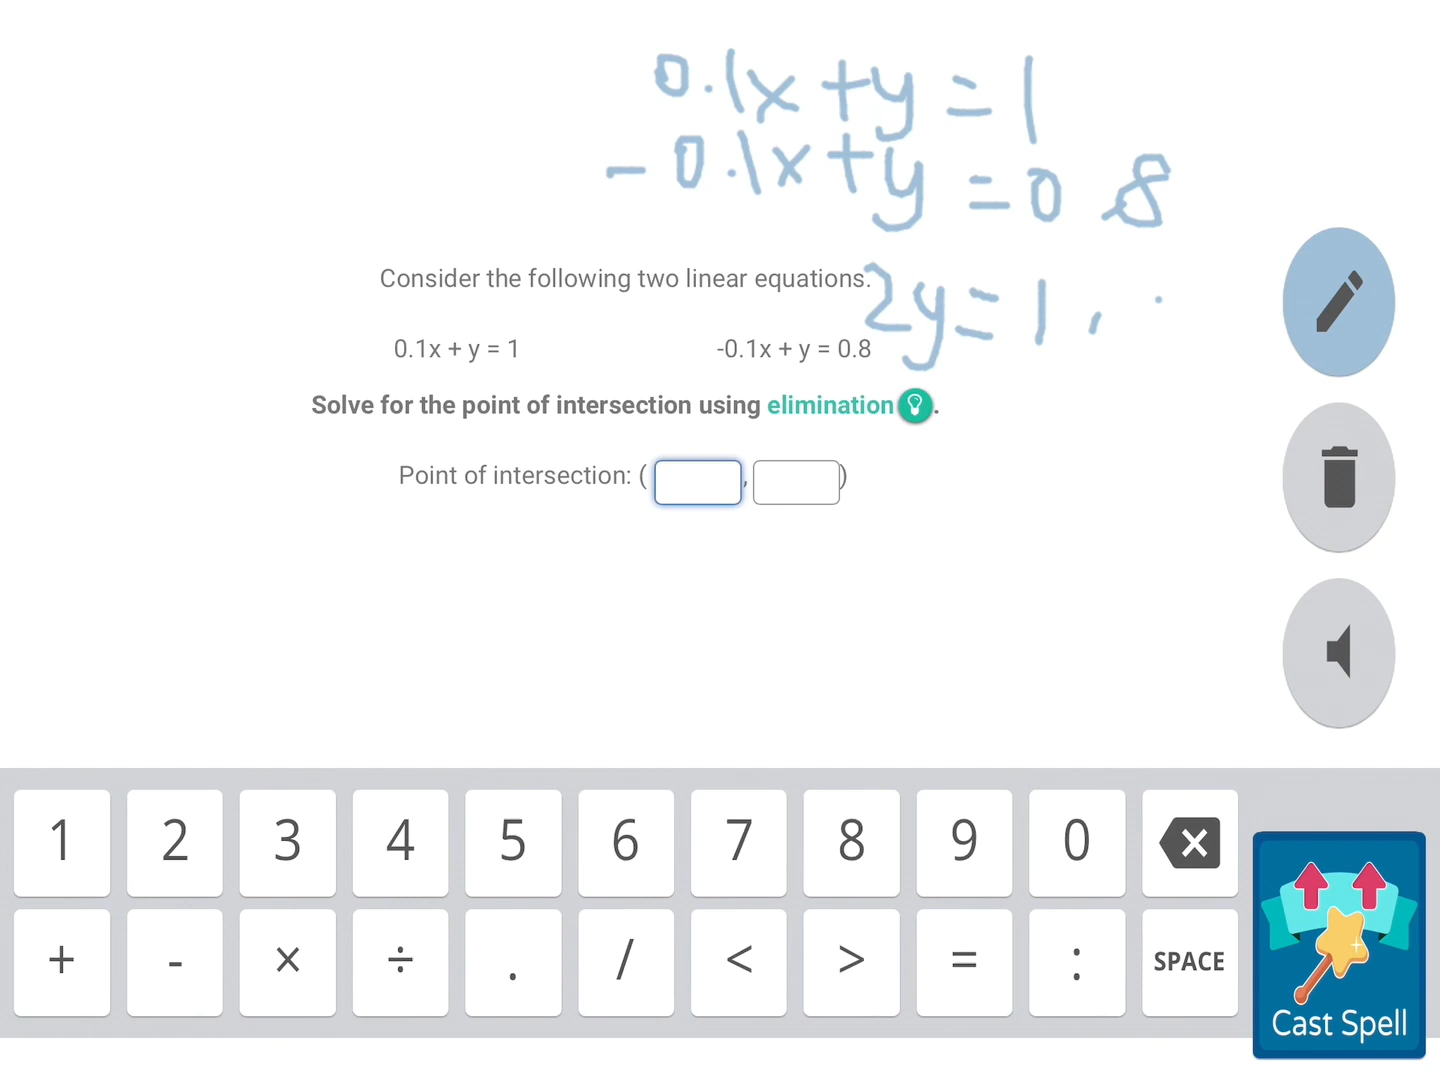 0.1x + y = 1
- 0.1x + y = 0.8
Consider the following two linear equations.
2y = 1.
0.1x + y = 1
-0.1x + y = 0.8
Solve for the point of intersection using elimination.
Point of intersection: ( , )
1 2 3 4 5 6 7 8 9 0
+ - × ÷ . / < > = : SPACE
Cast Spell